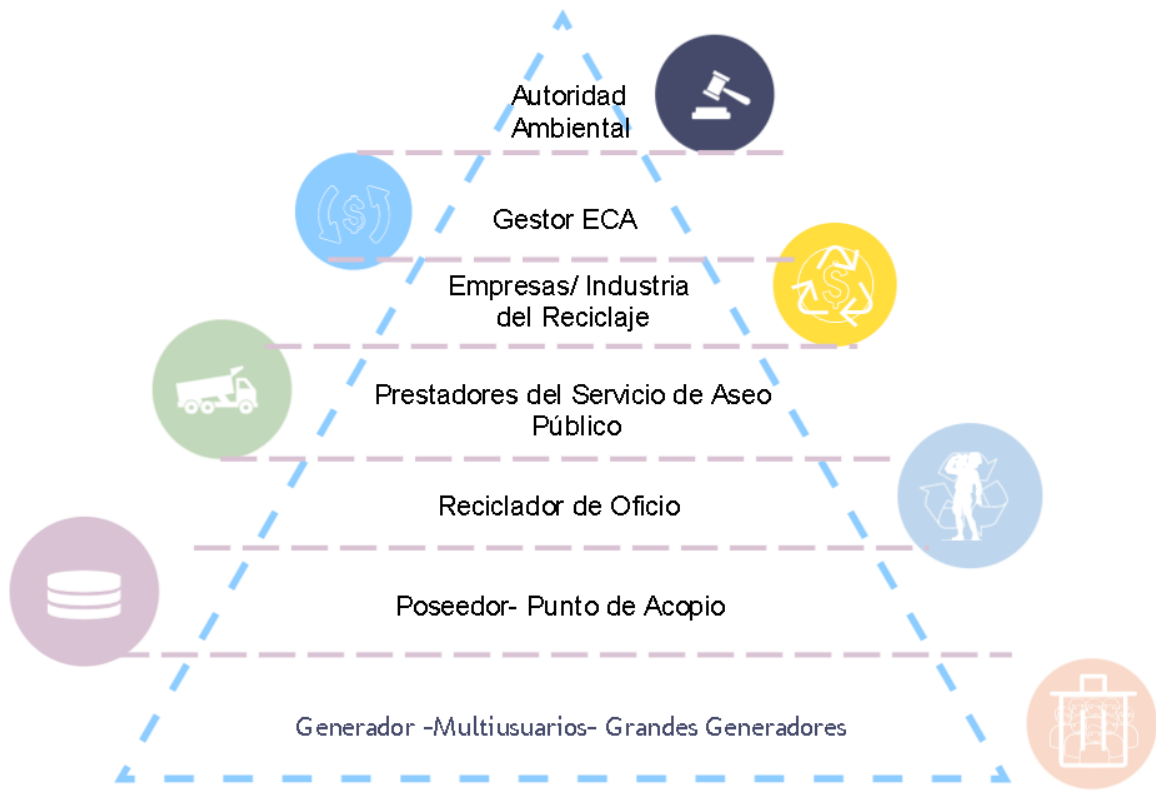 Autoridad
Ambiental
Gestor ECA
Empresas/ Industria
del Reciclaje
Prestadores del Servicio de Aseo
Público
Reciclador de Oficio
Poseedor- Punto de Acopio
Generador -Multiusuarios- Grandes Generadores